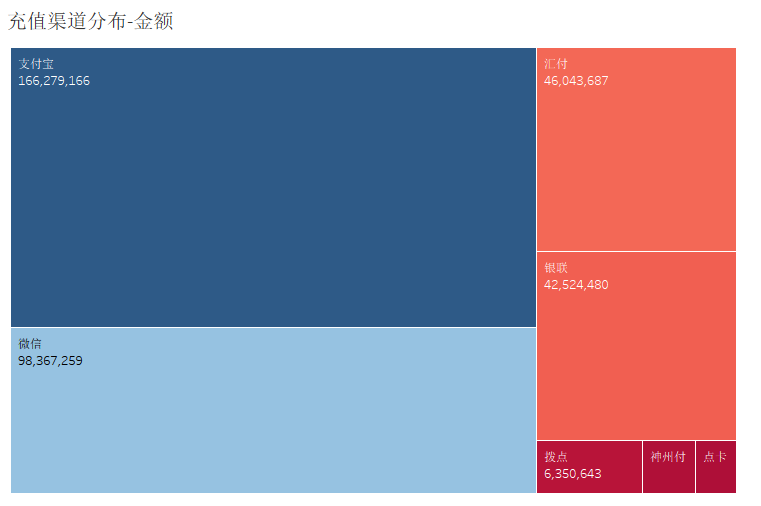 充值渠道分布-金额
支付宝
166,279,166
微信
98,367,259
汇付
46,043,687
银联
42,524,480
拨点
6,350,643
神州付
点卡